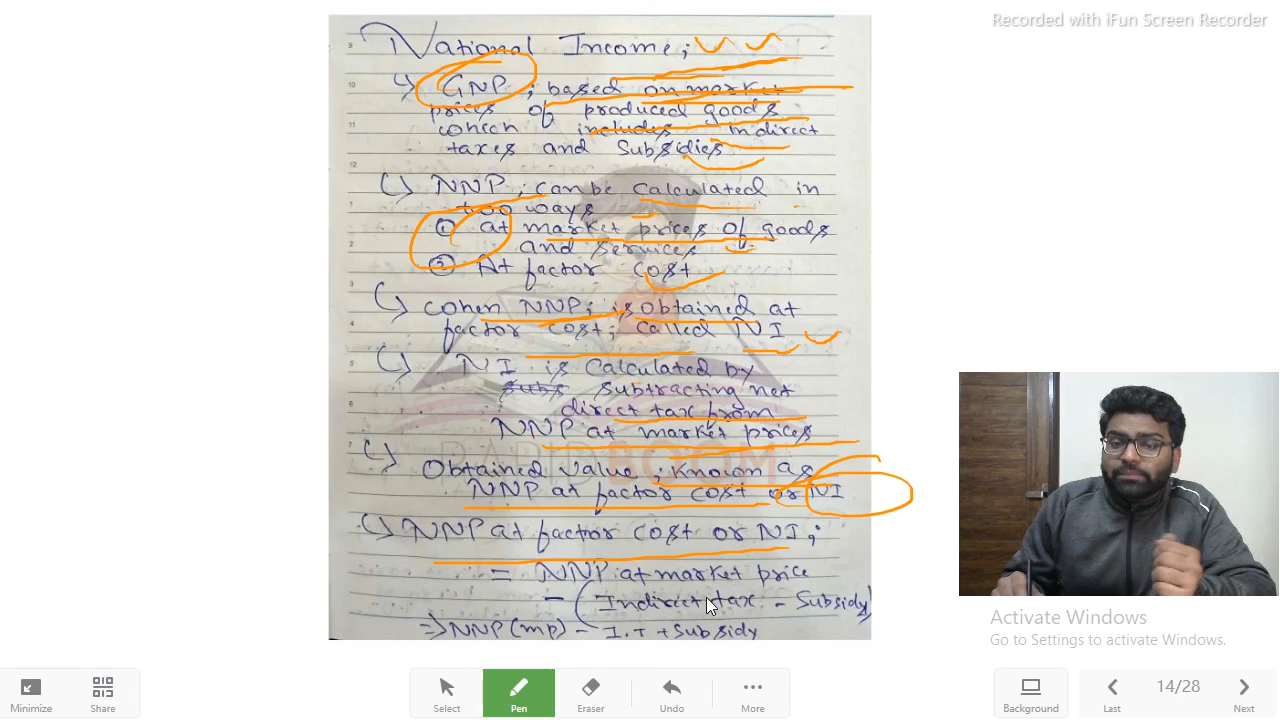 Recorded with iFun Screen Recorder
National Income;
↳ GNP ; based on market
prices of produced goods
which includes indirect
taxes and Subsidies
↳ NNP ; can be calculated in
two ways
① at market prices of goods
and services
② At factor cost
↳ when NNP; is obtained at
factor cost; called NI
↳ NI is calculated by
subs subtracting net
direct tax from
NNP at market prices
↳ Obtained value ; known as
NNP at factor cost or NI
↳ NNP at factor cost or NI ;
= NNP at market price
- (Indirect tax - Subsidy)
⇒ NNP (mp) - I.T + Subsidy
Activate Windows
Go to Settings to activate Windows.
Minimize
Share
Select
Pen
Eraser
Undo
More
Background
Last
14/28
Next